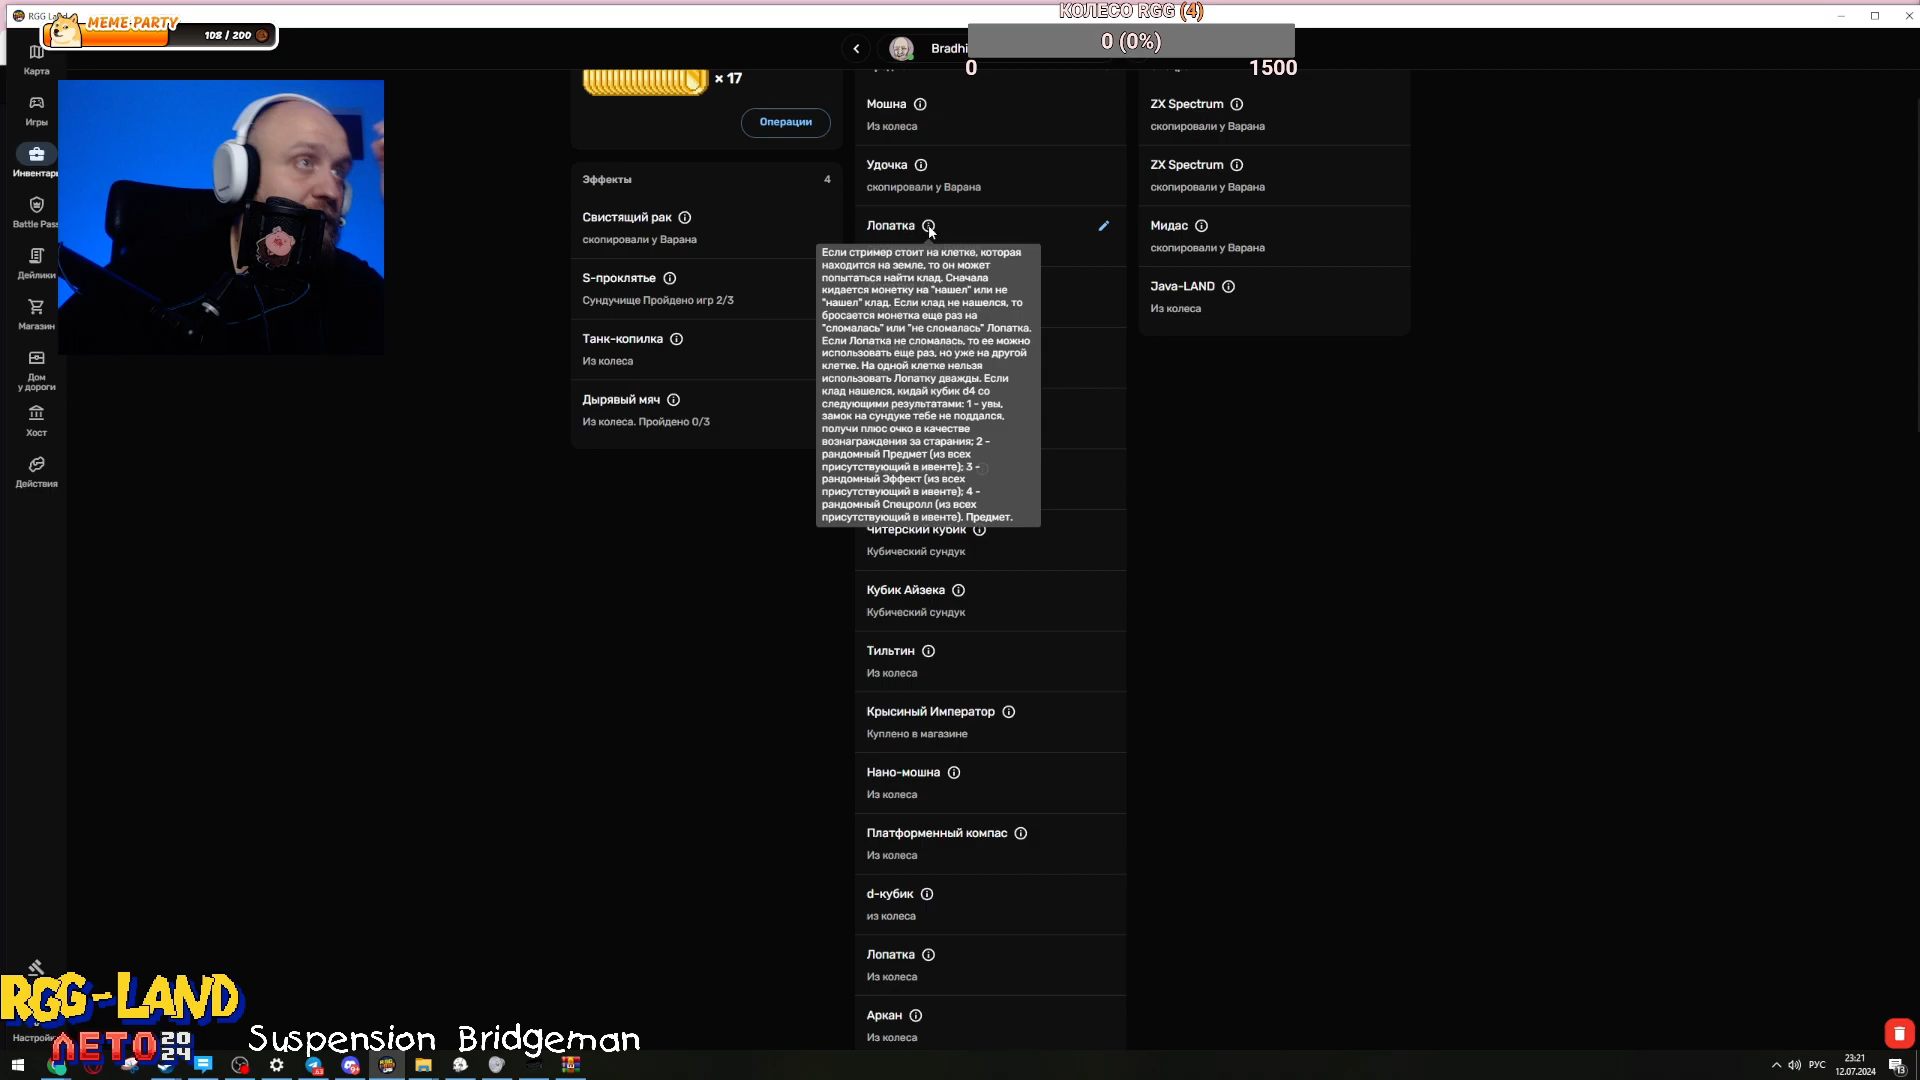 RGG Land
MEME PARTY
108 / 200
КОЛЕСО RGG (4)
0 (0%)
0
1500
Bradhi
Карта
Игры
Инвентарь
Battle Pass
Дейлики
Магазин
Дом
у дороги
Хост
Действия
× 17
Операции
Эффекты
4
Свистящий рак
скопировали у Варана
S-проклятье
Сундучище Пройдено игр 2/3
Танк-копилка
Из колеса
Дырявый мяч
Из колеса. Пройдено 0/3
Мошна
Из колеса
Удочка
скопировали у Варана
Лопатка
Если стример стоит на клетке, которая
находится на земле, то он может
попытаться найти клад. Сначала
кидается монетку на "нашел" или не
"нашел" клад. Если клад не нашелся, то
бросается монетка еще раз на
"сломалась" или "не сломалась" Лопатка.
Если Лопатка не сломалась, то ее можно
использовать еще раз, но уже на другой
клетке. На одной клетке нельзя
использовать Лопатку дважды. Если
клад нашелся, кидай кубик d4 со
следующими результатами: 1 - увы,
замок на сундуке тебе не поддался,
получи плюс очко в качестве
вознаграждения за старания; 2 -
рандомный Предмет (из всех
присутствующий в ивенте); 3 -
рандомный Эффект (из всех
присутствующий в ивенте); 4 -
рандомный Спецролл (из всех
присутствующий в ивенте). Предмет.
Читерский кубик
Кубический сундук
Кубик Айзека
Кубический сундук
Тильтин
Из колеса
Крысиный Император
Куплено в магазине
Нано-мошна
Из колеса
Платформенный компас
Из колеса
d-кубик
из колеса
Лопатка
Из колеса
Аркан
Из колеса
ZX Spectrum
скопировали у Варана
ZX Spectrum
скопировали у Варана
Мидас
скопировали у Варана
Java-LAND
Из колеса
RGG-LAND
ЛЕТО 2024
Настройки
Suspension Bridgeman
РУС
23:21
12.07.2024
13